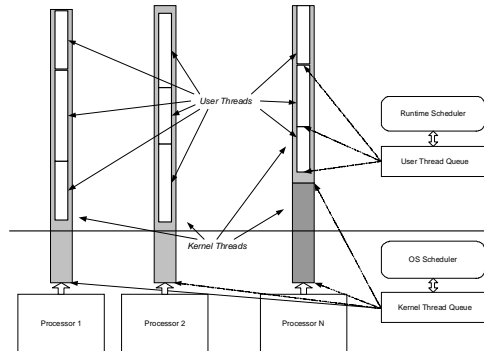 User Threads
Runtime Scheduler
User Thread Queue
Kernel Threads
OS Scheduler
Kernel Thread Queue
Processor 1
Processor 2
Processor N